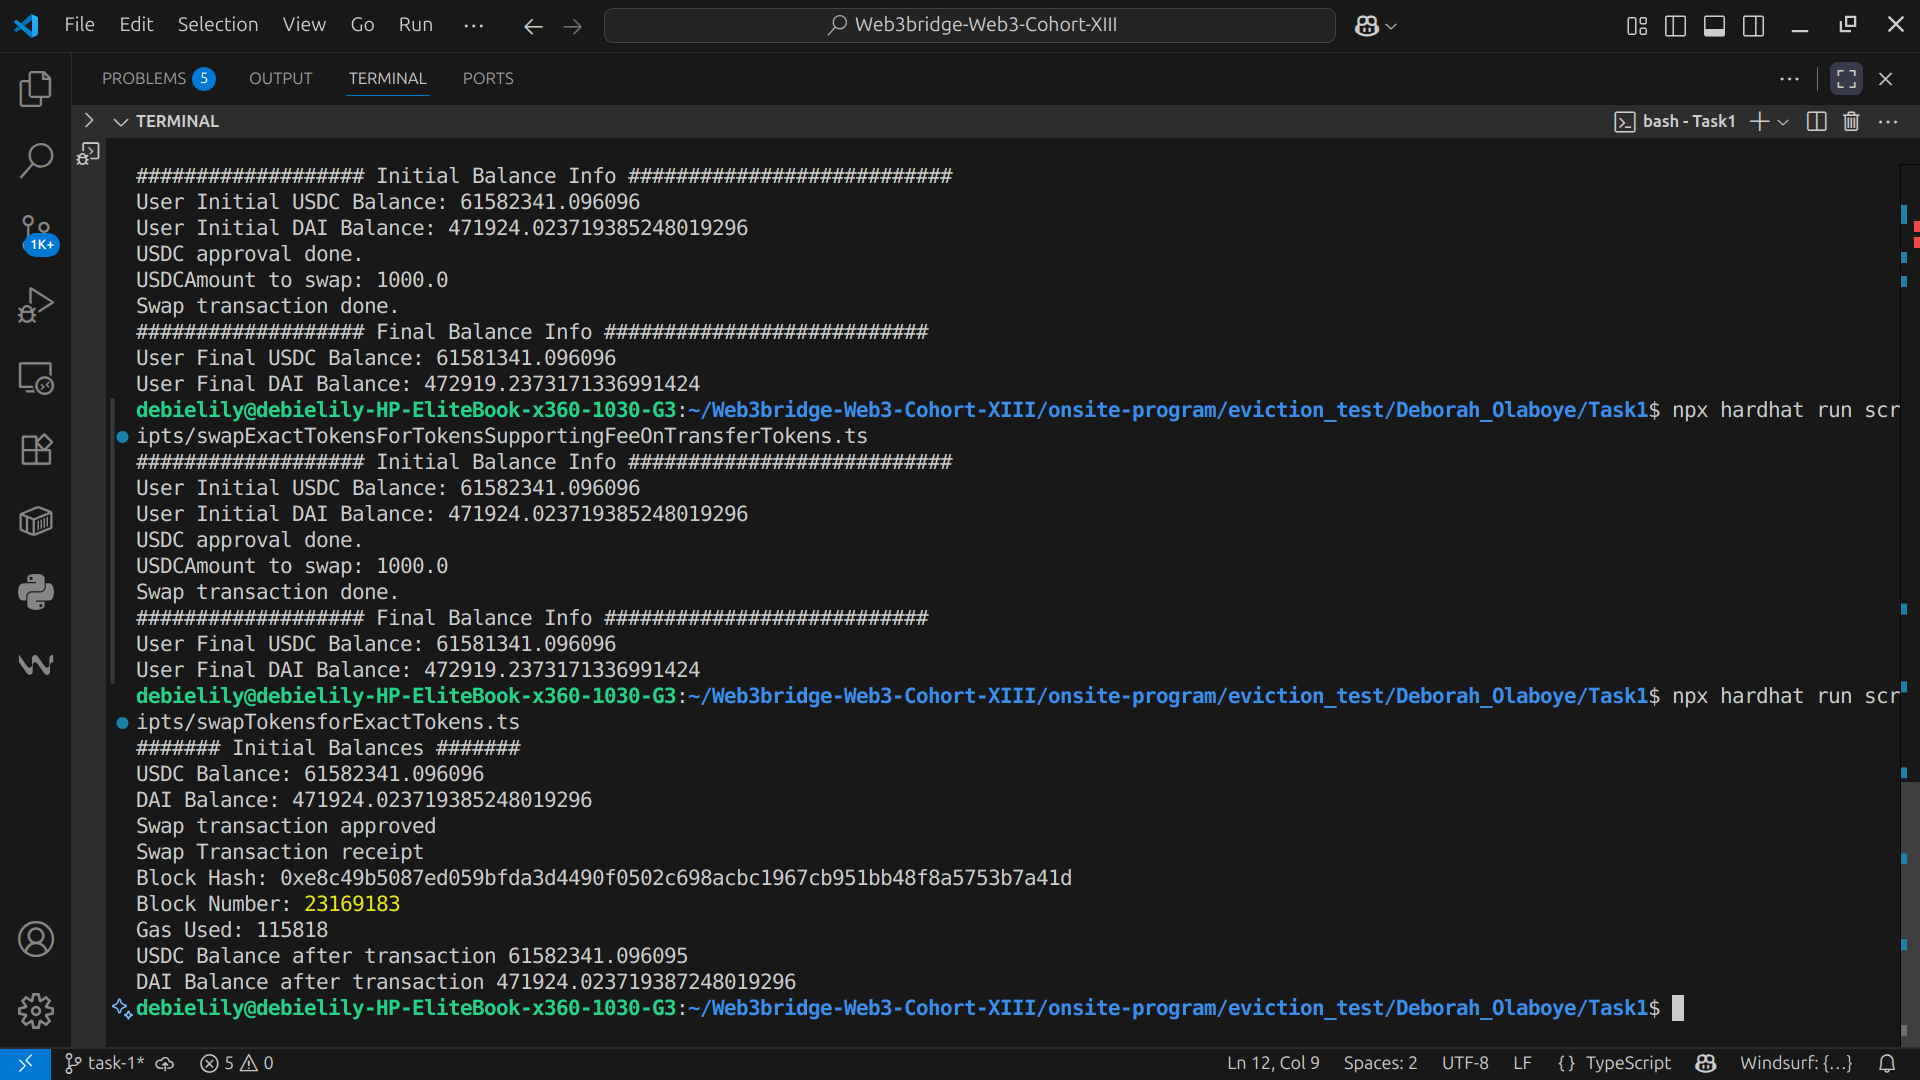 File Edit Selection View Go Run ··· Web3bridge-Web3-Cohort-XIII
PROBLEMS 5 OUTPUT TERMINAL PORTS
TERMINAL bash - Task1
################### Initial Balance Info ###########################
User Initial USDC Balance: 61582341.096096
User Initial DAI Balance: 471924.023719385248019296
USDC approval done.
USDCAmount to swap: 1000.0
Swap transaction done.
################### Final Balance Info ###########################
User Final USDC Balance: 61581341.096096
User Final DAI Balance: 472919.2373171336991424
debielily@debielily-HP-EliteBook-x360-1030-G3:~/Web3bridge-Web3-Cohort-XIII/onsite-program/eviction_test/Deborah_Olaboye/Task1$ npx hardhat run scr
ipts/swapExactTokensForTokensSupportingFeeOnTransferTokens.ts
################### Initial Balance Info ###########################
User Initial USDC Balance: 61582341.096096
User Initial DAI Balance: 471924.023719385248019296
USDC approval done.
USDCAmount to swap: 1000.0
Swap transaction done.
################### Final Balance Info ###########################
User Final USDC Balance: 61581341.096096
User Final DAI Balance: 472919.2373171336991424
debielily@debielily-HP-EliteBook-x360-1030-G3:~/Web3bridge-Web3-Cohort-XIII/onsite-program/eviction_test/Deborah_Olaboye/Task1$ npx hardhat run scr
ipts/swapTokensforExactTokens.ts
####### Initial Balances #######
USDC Balance: 61582341.096096
DAI Balance: 471924.023719385248019296
Swap transaction approved
Swap Transaction receipt
Block Hash: 0xe8c49b5087ed059bfda3d4490f0502c698acbc1967cb951bb48f8a5753b7a41d
Block Number: 23169183
Gas Used: 115818
USDC Balance after transaction 61582341.096095
DAI Balance after transaction 471924.023719387248019296
debielily@debielily-HP-EliteBook-x360-1030-G3:~/Web3bridge-Web3-Cohort-XIII/onsite-program/eviction_test/Deborah_Olaboye/Task1$
1K+
task-1* 5 0 Ln 12, Col 9 Spaces: 2 UTF-8 LF {} TypeScript Windsurf: {...}